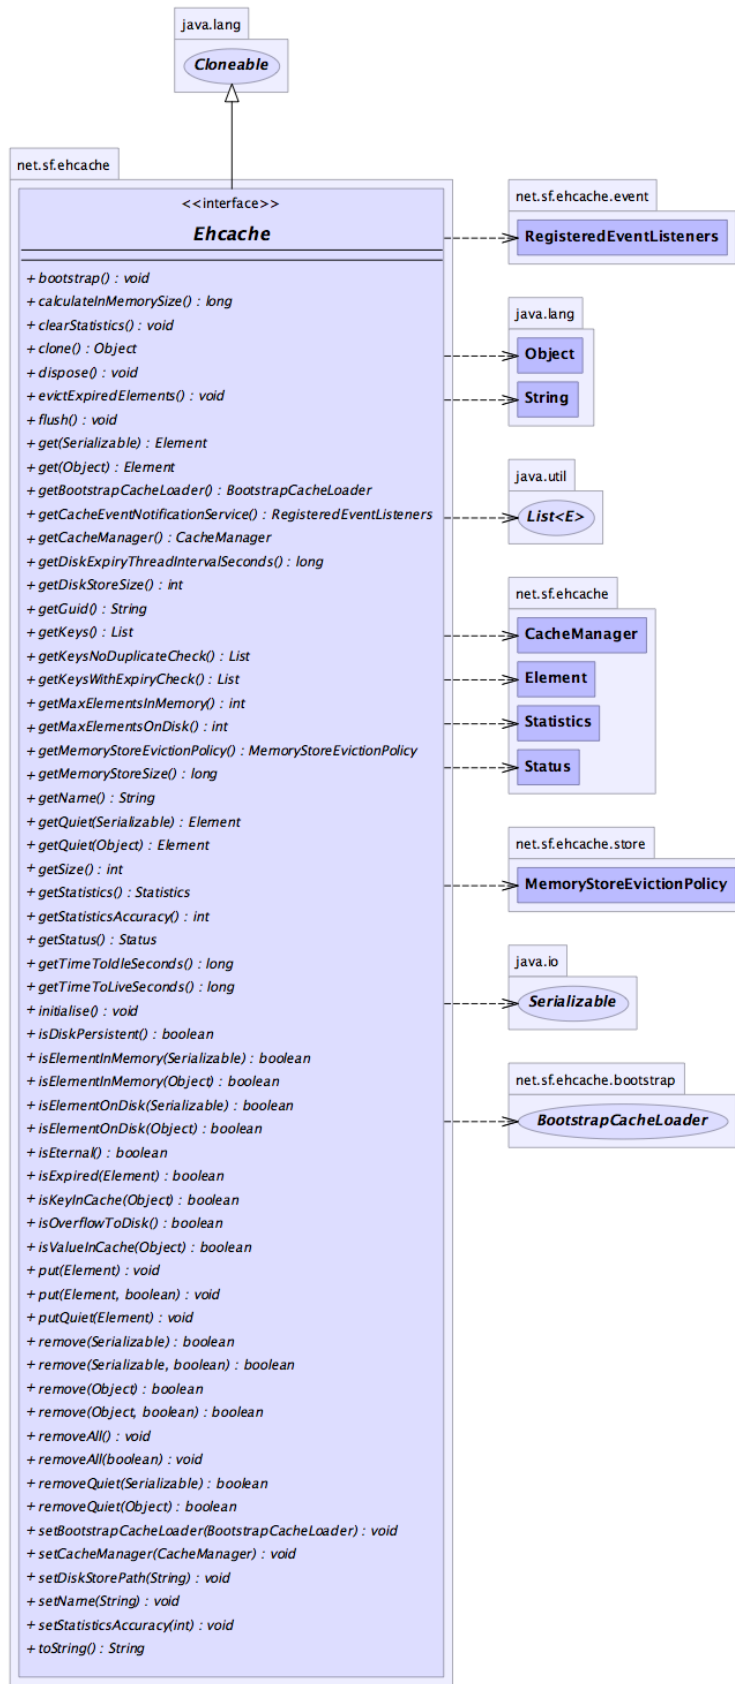 java.lang
Cloneable
net.sf.ehcache
<<interface>>
Ehcache
+ bootstrap() : void
+ calculateInMemorySize() : long
+ clearStatistics() : void
+ clone() : Object
+ dispose() : void
+ evictExpiredElements() : void
+ flush() : void
+ get(Serializable) : Element
+ get(Object) : Element
+ getBootstrapCacheLoader() : BootstrapCacheLoader
+ getCacheEventNotificationService() : RegisteredEventListeners
+ getCacheManager() : CacheManager
+ getDiskExpiryThreadIntervalSeconds() : long
+ getDiskStoreSize() : int
+ getGuid() : String
+ getKeys() : List
+ getKeysNoDuplicateCheck() : List
+ getKeysWithExpiryCheck() : List
+ getMaxElementsInMemory() : int
+ getMaxElementsOnDisk() : int
+ getMemoryStoreEvictionPolicy() : MemoryStoreEvictionPolicy
+ getMemoryStoreSize() : long
+ getName() : String
+ getQuiet(Serializable) : Element
+ getQuiet(Object) : Element
+ getSize() : int
+ getStatistics() : Statistics
+ getStatisticsAccuracy() : int
+ getStatus() : Status
+ getTimeToIdleSeconds() : long
+ getTimeToLiveSeconds() : long
+ initialise() : void
+ isDiskPersistent() : boolean
+ isElementInMemory(Serializable) : boolean
+ isElementInMemory(Object) : boolean
+ isElementOnDisk(Serializable) : boolean
+ isElementOnDisk(Object) : boolean
+ isEternal() : boolean
+ isExpired(Element) : boolean
+ isKeyInCache(Object) : boolean
+ isOverflowToDisk() : boolean
+ isValueInCache(Object) : boolean
+ put(Element) : void
+ put(Element, boolean) : void
+ putQuiet(Element) : void
+ remove(Serializable) : boolean
+ remove(Serializable, boolean) : boolean
+ remove(Object) : boolean
+ remove(Object, boolean) : boolean
+ removeAll() : void
+ removeAll(boolean) : void
+ removeQuiet(Serializable) : boolean
+ removeQuiet(Object) : boolean
+ setBootstrapCacheLoader(BootstrapCacheLoader) : void
+ setCacheManager(CacheManager) : void
+ setDiskStorePath(String) : void
+ setName(String) : void
+ setStatisticsAccuracy(int) : void
+ toString() : String
net.sf.ehcache.event
RegisteredEventListeners
java.lang
Object
String
java.util
List<E>
net.sf.ehcache
CacheManager
Element
Statistics
Status
net.sf.ehcache.store
MemoryStoreEvictionPolicy
java.io
Serializable
net.sf.ehcache.bootstrap
BootstrapCacheLoader